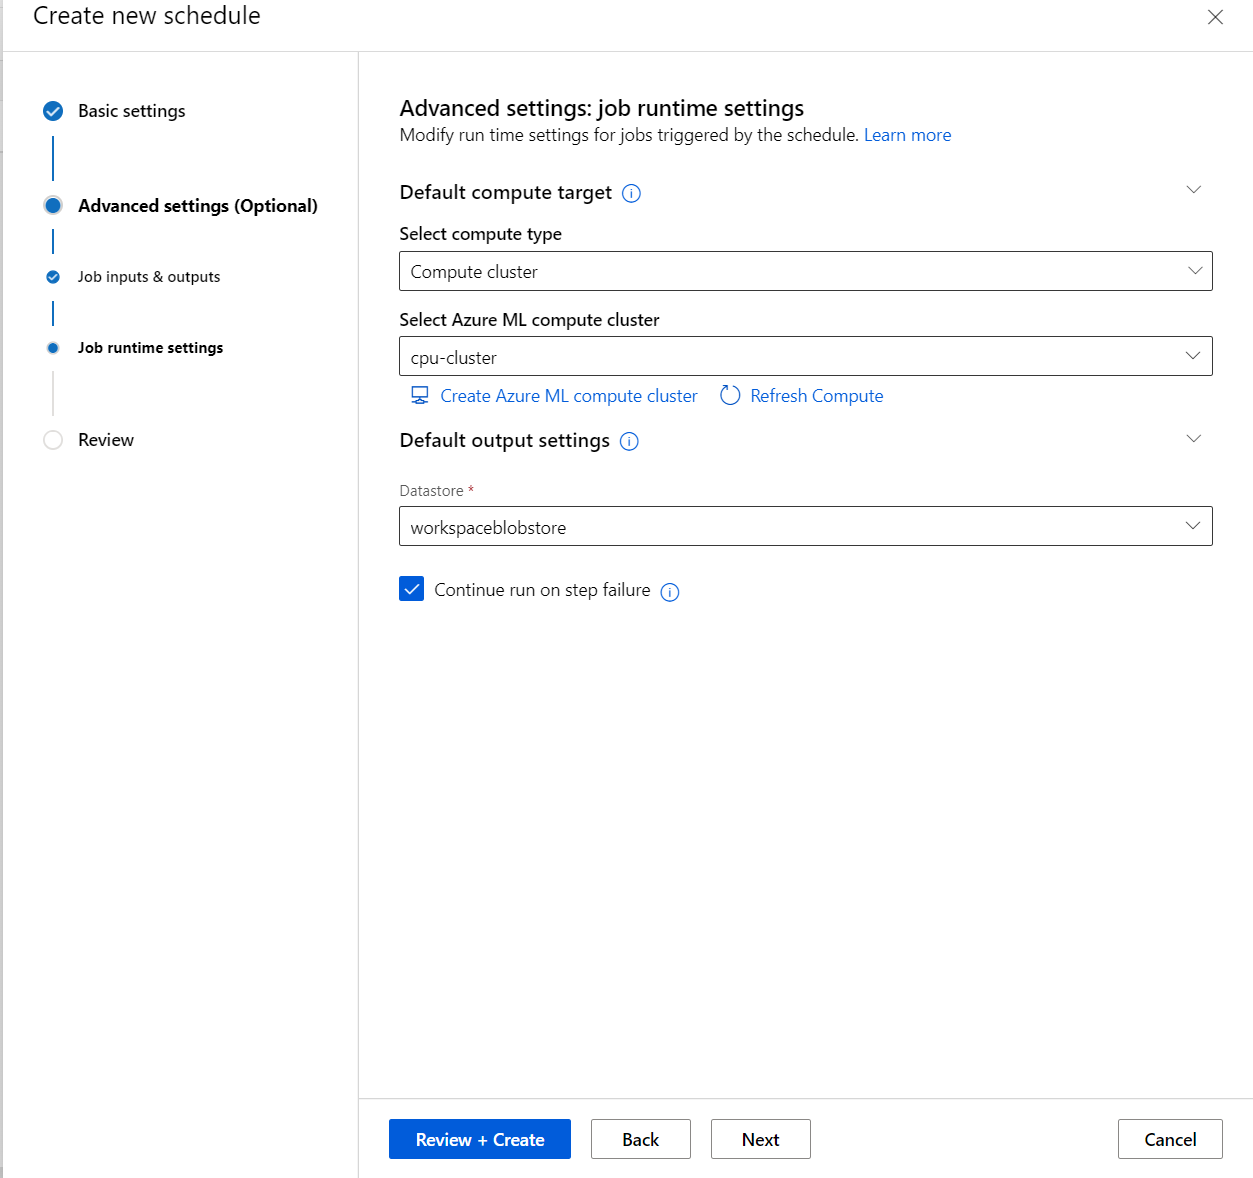 Create new schedule
Basic settings
Advanced settings (Optional)
Job inputs & outputs
Job runtime settings
Review
Advanced settings: job runtime settings
Modify run time settings for jobs triggered by the schedule. Learn more
Default compute target
Select compute type
Compute cluster
Select Azure ML compute cluster
cpu-cluster
Create Azure ML compute cluster Refresh Compute
Default output settings
Datastore *
workspaceblobstore
Continue run on step failure
Review + Create Back Next Cancel